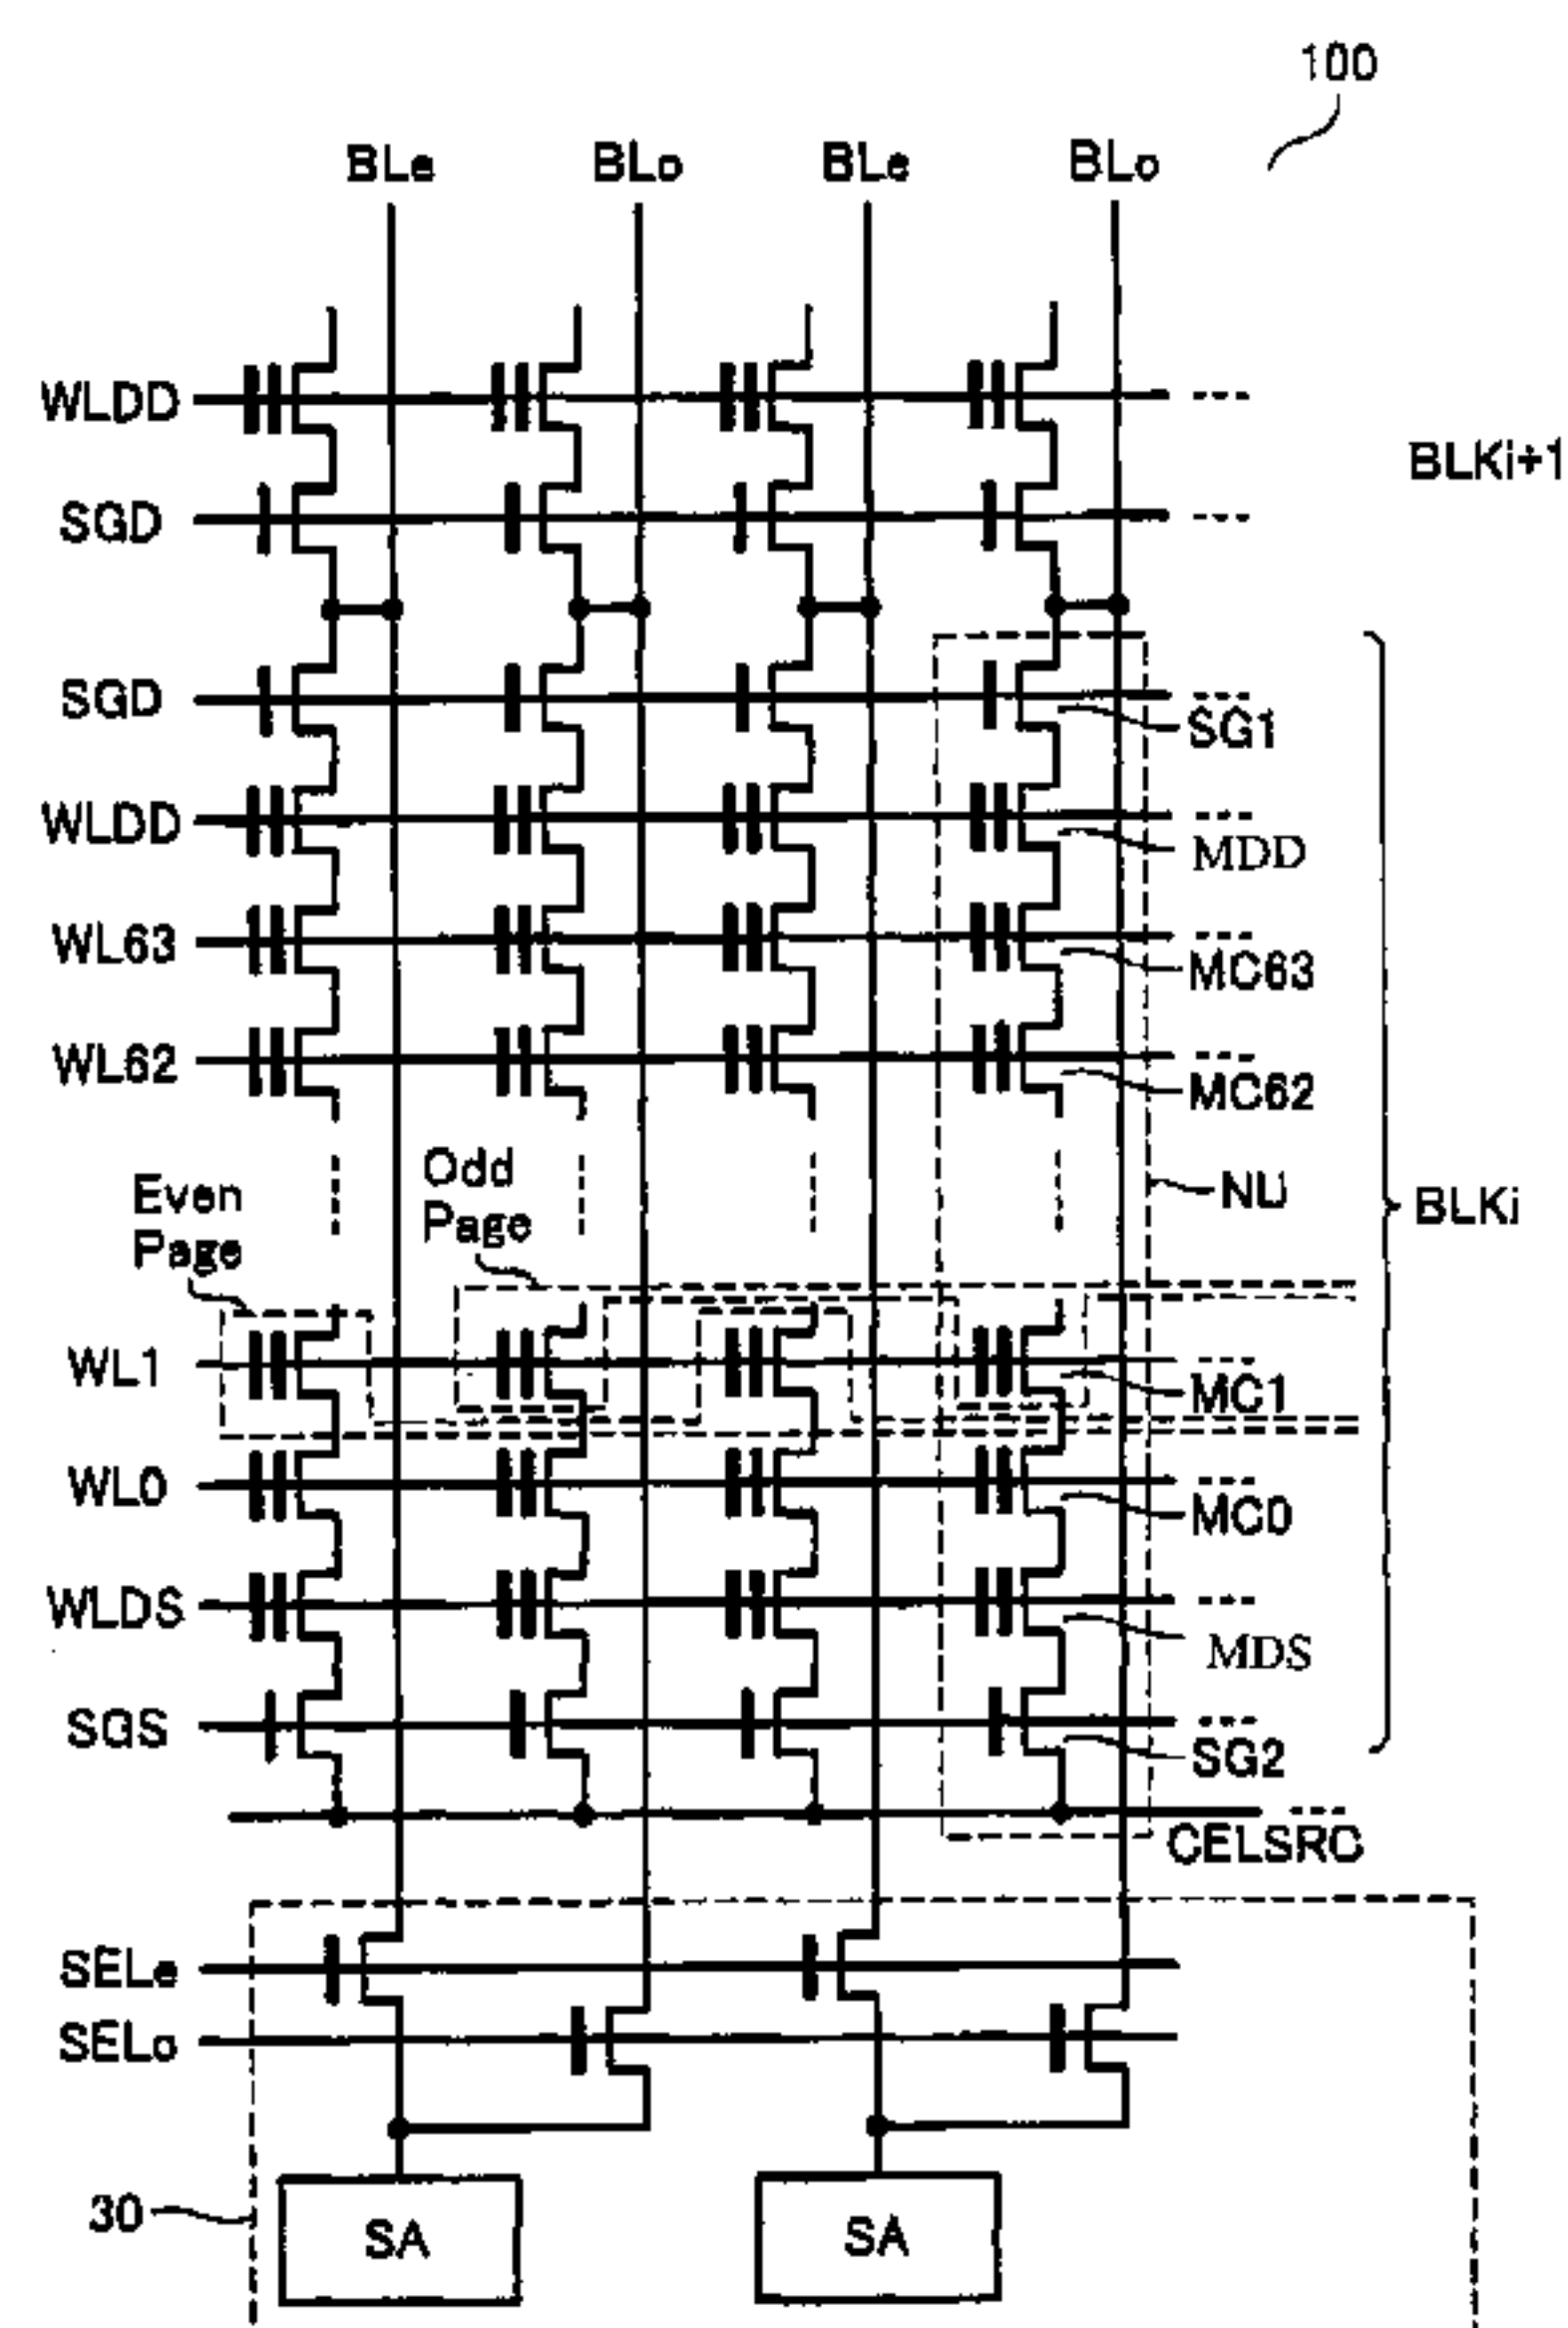 100
BLe BLo BLe BLo
WLDD
BLKi+1
SGD
SGD
SG1
WLDD
MDD
WL63
MC63
WL62
MC62
Even
Page
Odd
Page
NU
BLKi
WL1
MC1
WL0
MC0
WLDS
MDS
SGS
SG2
CELSRC
SELe
SELo
30
SA SA